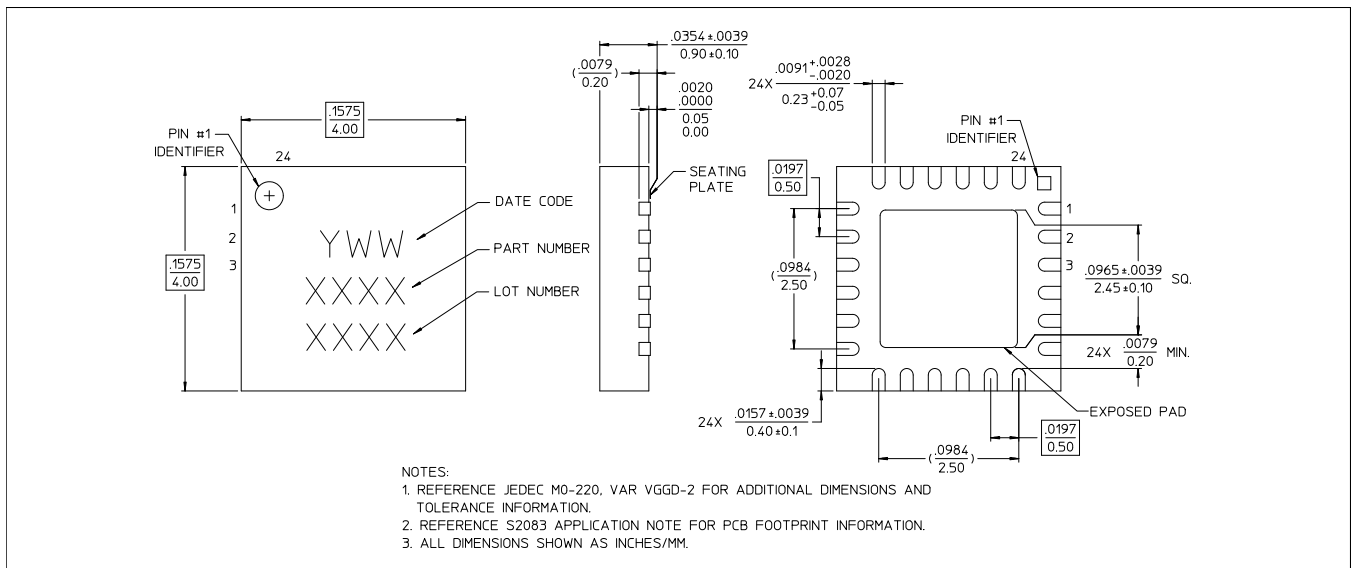 .1575
4.00
PIN #1
IDENTIFIER
24
1
2
3
.1575
4.00
YWW
XXXX
XXXX
DATE CODE
PART NUMBER
LOT NUMBER
.0354±.0039
0.90±0.10
(.0079)
0.20
.0020
.0000
0.05
0.00
SEATING
PLATE
24X .0091 +.0028
-.0020
0.23 +0.07
-0.05
PIN #1
IDENTIFIER
24
.0197
0.50
1
2
3
(.0984)
2.50
.0965±.0039 SQ.
2.45±0.10
24X .0079 MIN.
0.20
EXPOSED PAD
24X .0157±.0039
0.40±0.1
.0197
0.50
(.0984)
2.50
NOTES:
1. REFERENCE JEDEC MO-220, VAR VGGD-2 FOR ADDITIONAL DIMENSIONS AND
TOLERANCE INFORMATION.
2. REFERENCE S2083 APPLICATION NOTE FOR PCB FOOTPRINT INFORMATION.
3. ALL DIMENSIONS SHOWN AS INCHES/MM.